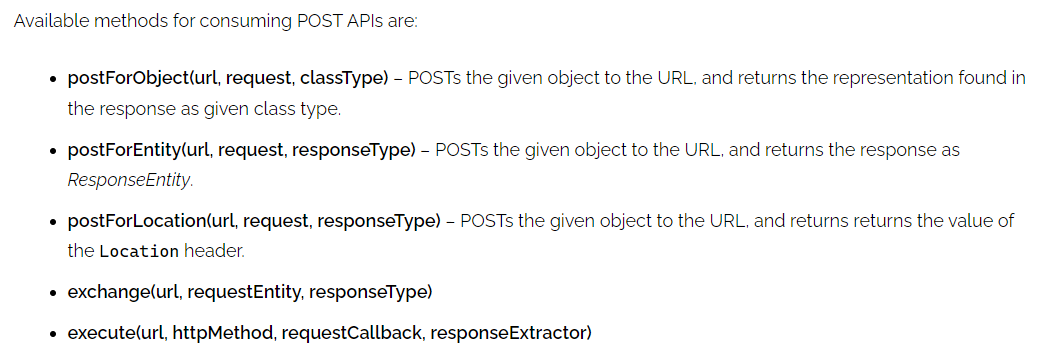 Available methods for consuming POST APIs are:
• postForObject(url, request, classType) – POSTs the given object to the URL, and returns the representation found in
the response as given class type.
• postForEntity(url, request, responseType) – POSTs the given object to the URL, and returns the response as
ResponseEntity.
• postForLocation(url, request, responseType) – POSTs the given object to the URL, and returns returns the value of
the Location header.
• exchange(url, requestEntity, responseType)
• execute(url, httpMethod, requestCallback, responseExtractor)